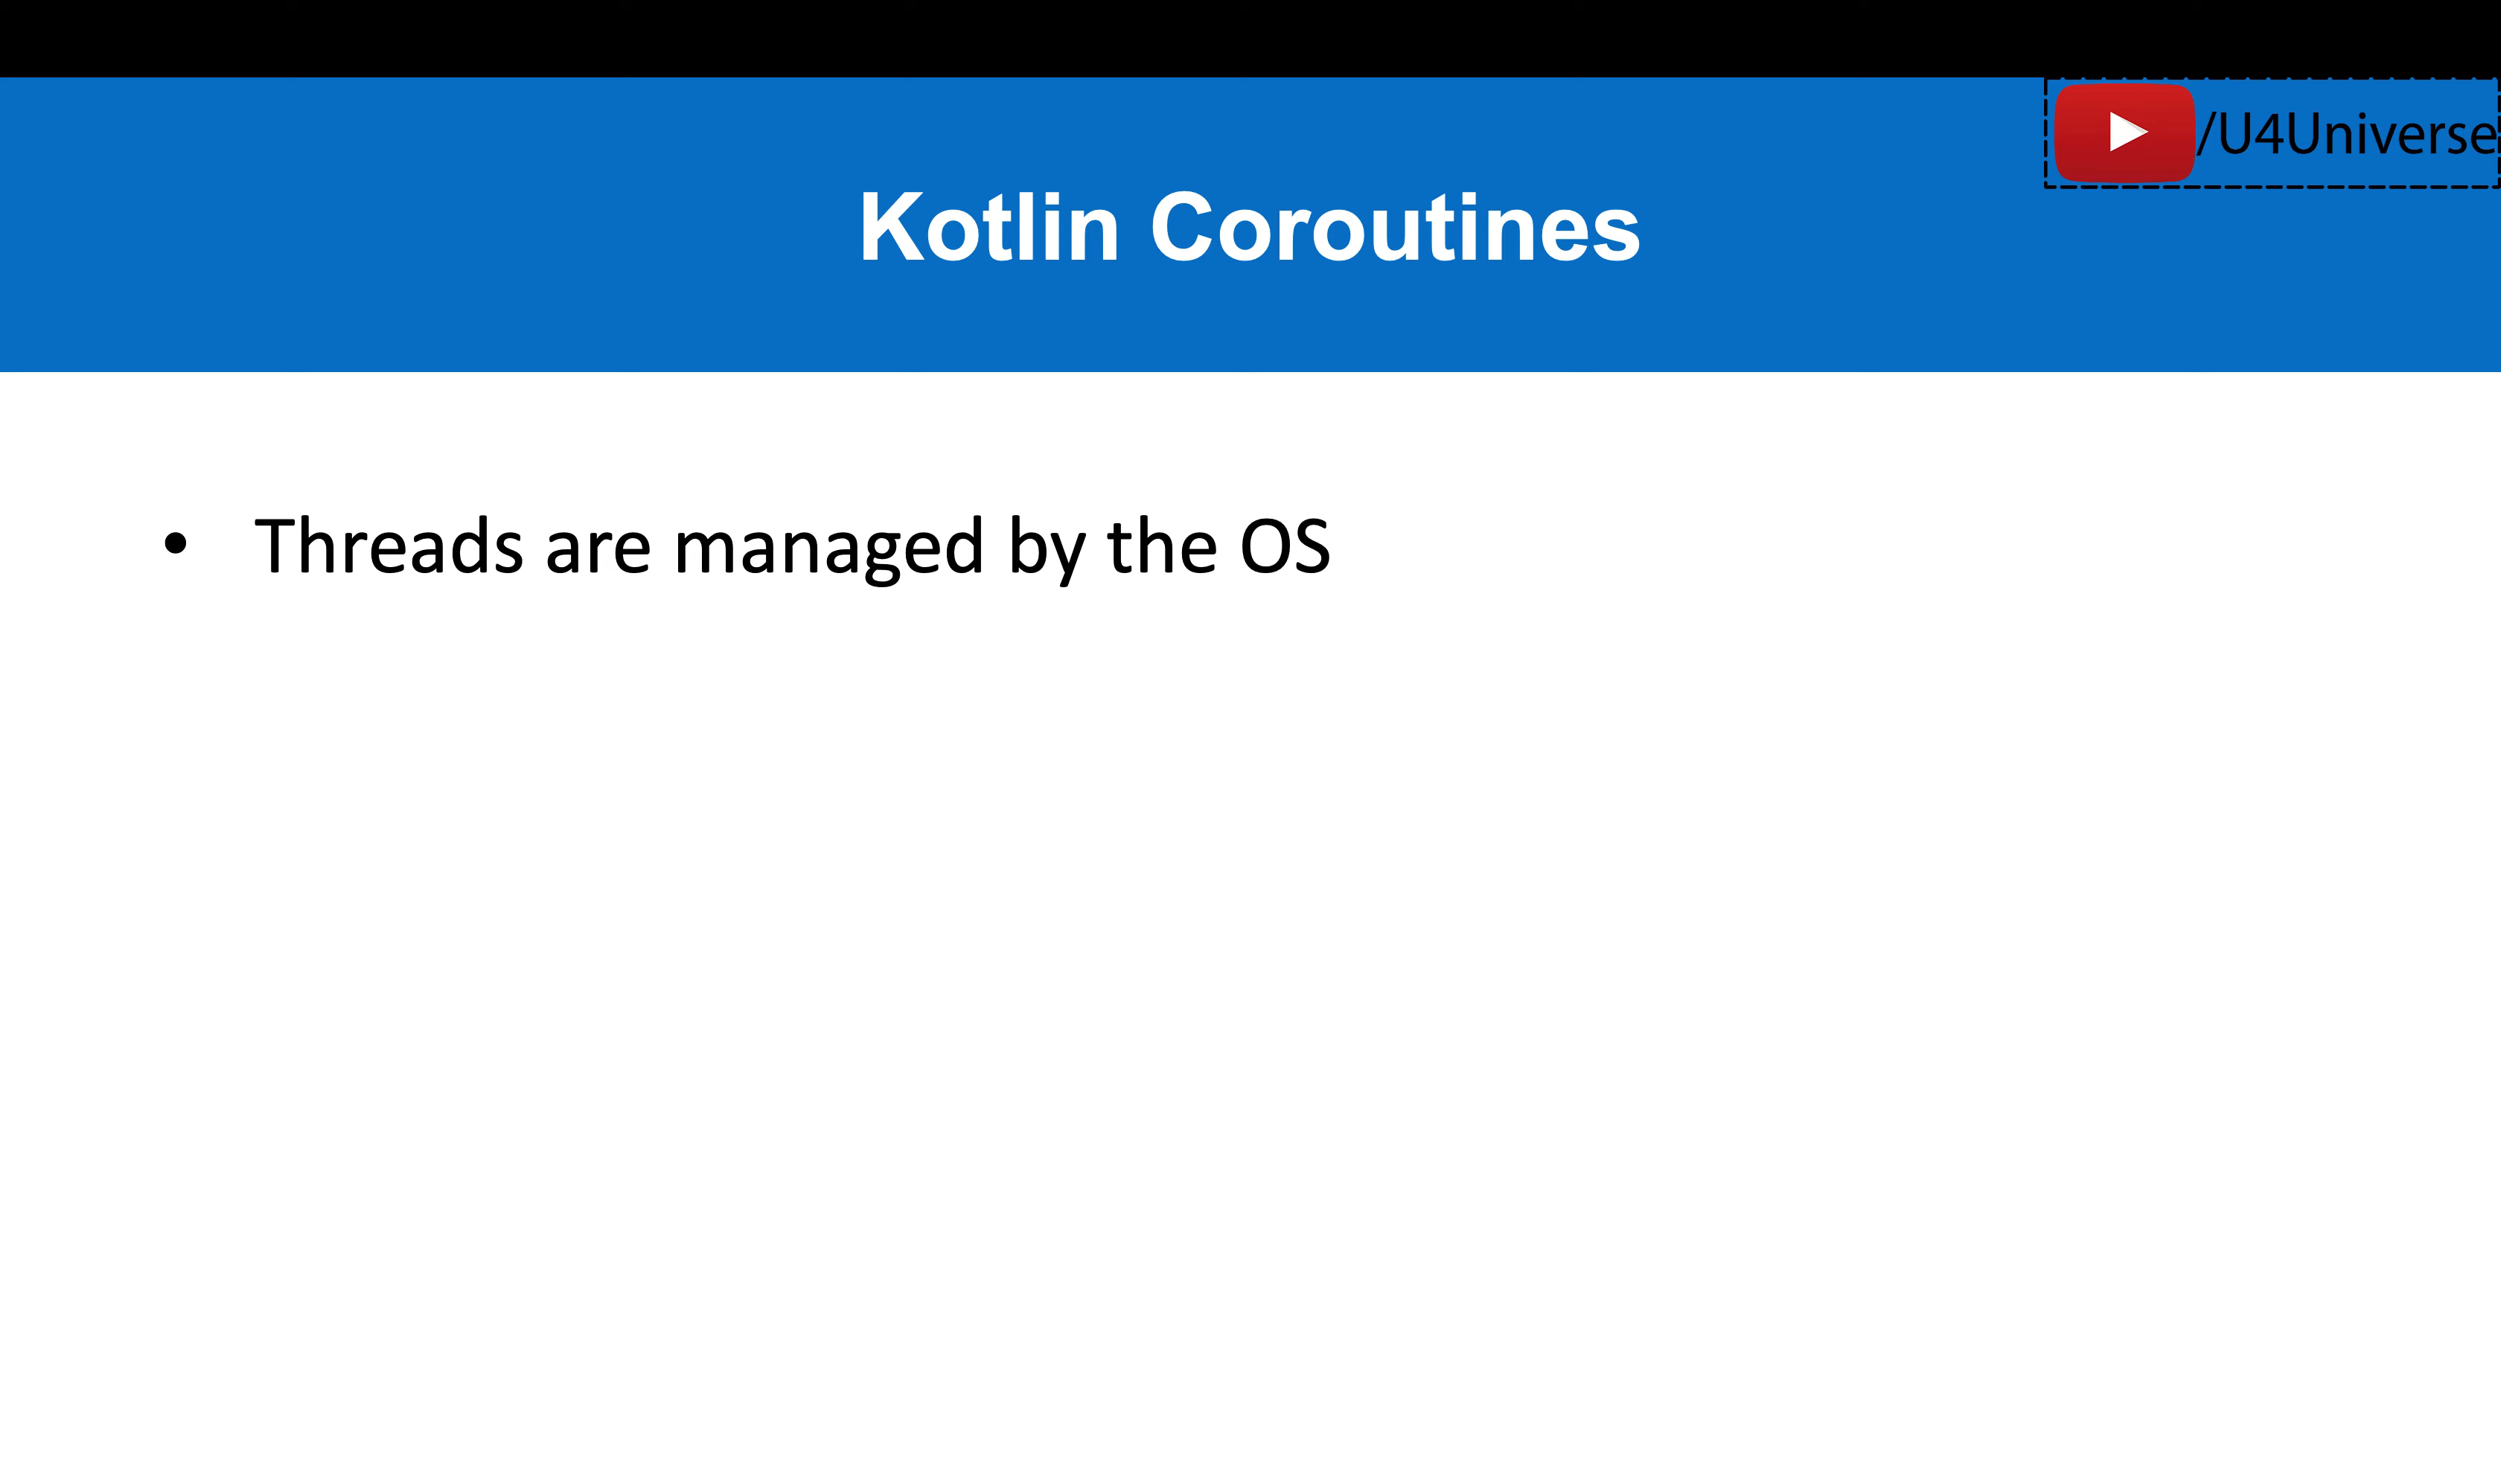 /U4Universe
Kotlin Coroutines
• Threads are managed by the OS